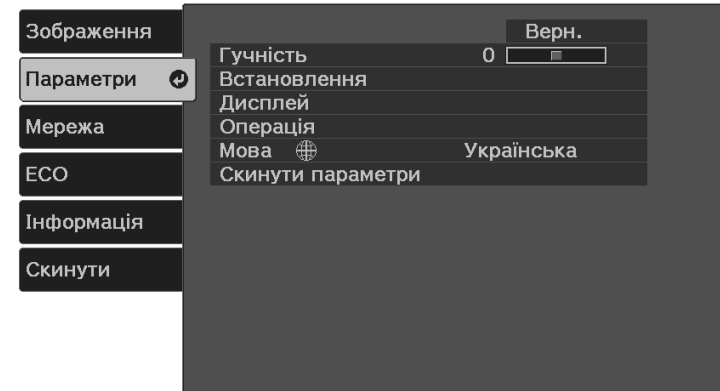 Зображення
Параметри
Мережа
ECO
Інформація
Скинути
Верн.
Гучність 0
Встановлення
Дисплей
Операція
Мова Українська
Скинути параметри